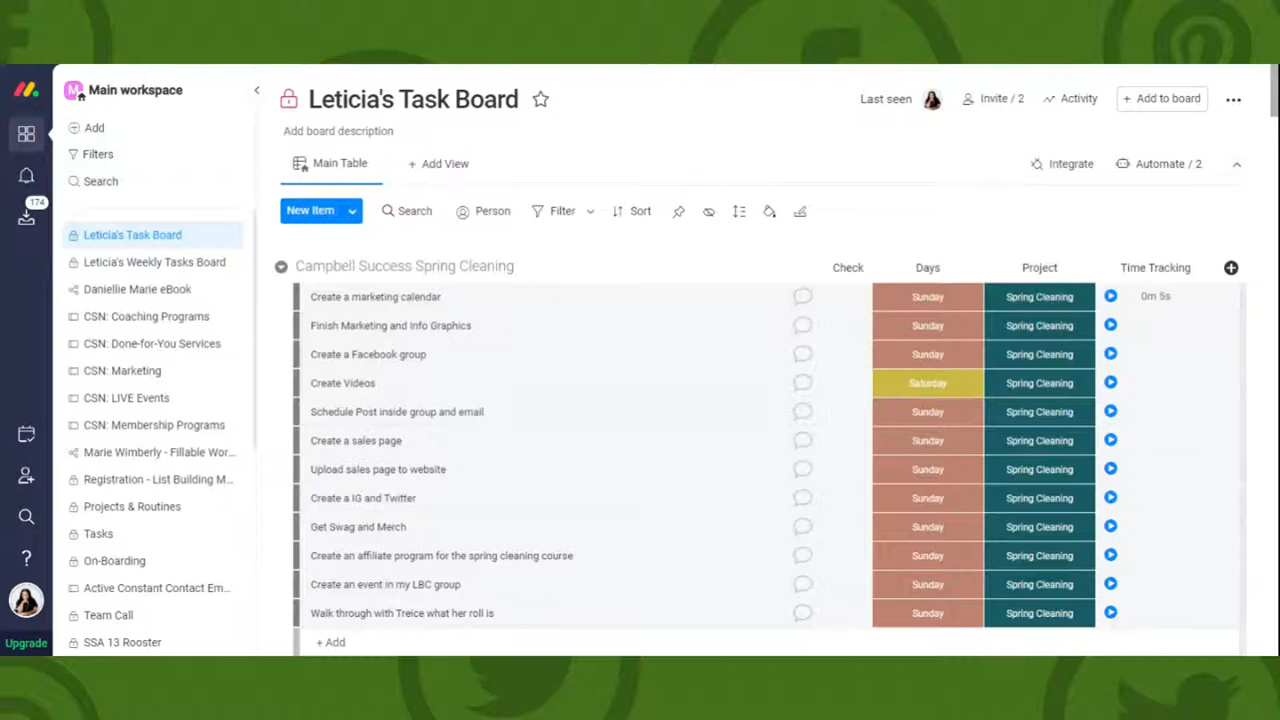 Main workspace
Add
Filters
Search
174
Leticia's Task Board
Leticia's Weekly Tasks Board
Daniellie Marie eBook
CSN: Coaching Programs
CSN: Done-for-You Services
CSN: Marketing
CSN: LIVE Events
CSN: Membership Programs
Marie Wimberly - Fillable Wor...
Registration - List Building M...
Projects & Routines
Tasks
On-Boarding
Active Constant Contact Em...
Team Call
SSA 13 Rooster
Upgrade
Leticia's Task Board
Last seen Invite / 2 Activity + Add to board
Add board description
Main Table + Add View Integrate Automate / 2
New Item Search Person Filter Sort
Campbell Success Spring Cleaning Check Days Project Time Tracking
Create a marketing calendar Sunday Spring Cleaning 0m 5s
Finish Marketing and Info Graphics Sunday Spring Cleaning
Create a Facebook group Sunday Spring Cleaning
Create Videos Saturday Spring Cleaning
Schedule Post inside group and email Sunday Spring Cleaning
Create a sales page Sunday Spring Cleaning
Upload sales page to website Sunday Spring Cleaning
Create a IG and Twitter Sunday Spring Cleaning
Get Swag and Merch Sunday Spring Cleaning
Create an affiliate program for the spring cleaning course Sunday Spring Cleaning
Create an event in my LBC group Sunday Spring Cleaning
Walk through with Treice what her roll is Sunday Spring Cleaning
+ Add